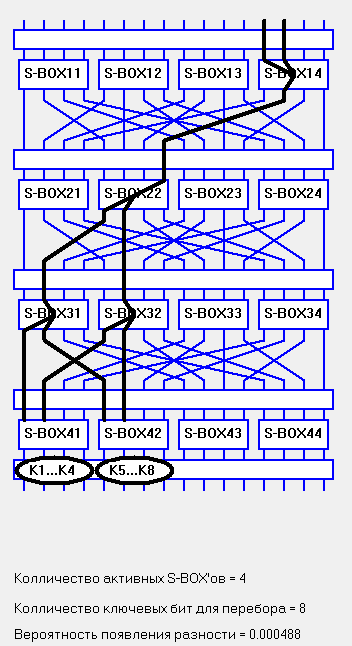 S-BOX11 S-BOX12 S-BOX13 S-BOX14
S-BOX21 S-BOX22 S-BOX23 S-BOX24
S-BOX31 S-BOX32 S-BOX33 S-BOX34
S-BOX41 S-BOX42 S-BOX43 S-BOX44
K1...K4 K5...K8
Колличество активных S-BOX'ов = 4
Колличество ключевых бит для перебора = 8
Вероятность появления разности = 0.000488